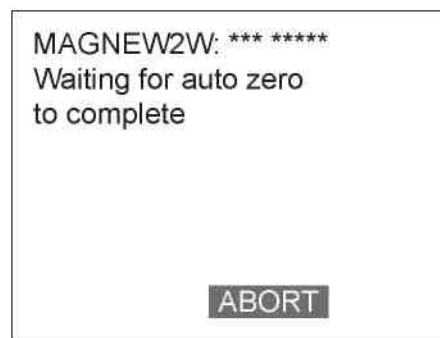 MAGNEW2W: *** *****
Waiting for auto zero
to complete
ABORT